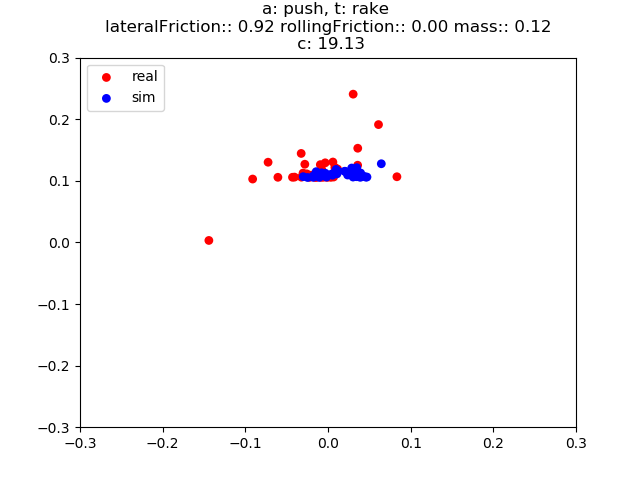 a: push, t: rake
lateralFriction:: 0.92 rollingFriction:: 0.00 mass:: 0.12
c: 19.13
real
sim
0.3
0.2
0.1
0.0
−0.1
−0.2
−0.3
−0.3
−0.2
−0.1
0.0
0.1
0.2
0.3